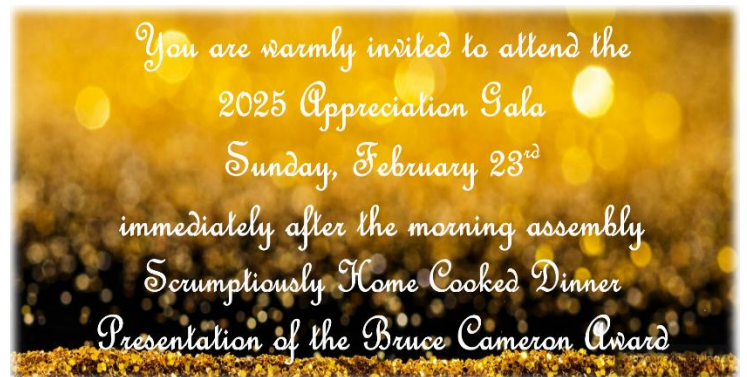 You are warmly invited to attend the
2025 Appreciation Gala
Sunday, February 23rd
immediately after the morning assembly
Scrumptiously Home Cooked Dinner
Presentation of the Bruce Cameron Award